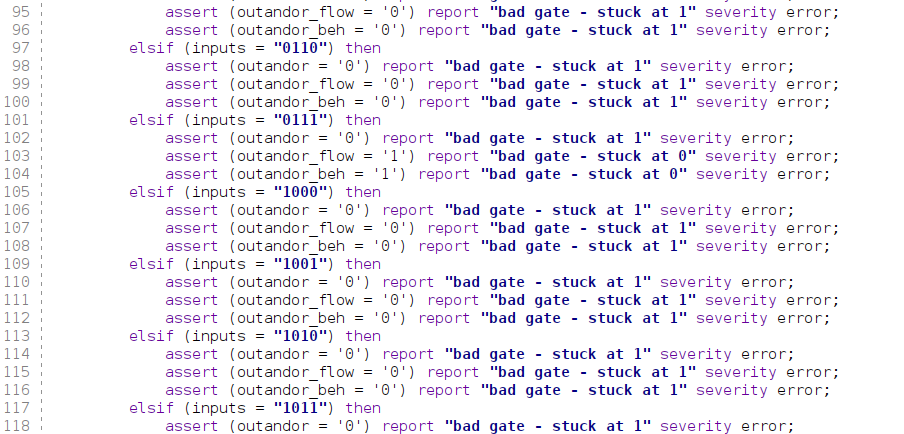 95 assert (outandor_flow = '0') report "bad gate - stuck at 1" severity error;
96 assert (outandor_beh = '0') report "bad gate - stuck at 1" severity error;
97 elsif (inputs = "0110") then
98 assert (outandor = '0') report "bad gate - stuck at 1" severity error;
99 assert (outandor_flow = '0') report "bad gate - stuck at 1" severity error;
100 assert (outandor_beh = '0') report "bad gate - stuck at 1" severity error;
101 elsif (inputs = "0111") then
102 assert (outandor = '0') report "bad gate - stuck at 1" severity error;
103 assert (outandor_flow = '1') report "bad gate - stuck at 0" severity error;
104 assert (outandor_beh = '1') report "bad gate - stuck at 0" severity error;
105 elsif (inputs = "1000") then
106 assert (outandor = '0') report "bad gate - stuck at 1" severity error;
107 assert (outandor_flow = '0') report "bad gate - stuck at 1" severity error;
108 assert (outandor_beh = '0') report "bad gate - stuck at 1" severity error;
109 elsif (inputs = "1001") then
110 assert (outandor = '0') report "bad gate - stuck at 1" severity error;
111 assert (outandor_flow = '0') report "bad gate - stuck at 1" severity error;
112 assert (outandor_beh = '0') report "bad gate - stuck at 1" severity error;
113 elsif (inputs = "1010") then
114 assert (outandor = '0') report "bad gate - stuck at 1" severity error;
115 assert (outandor_flow = '0') report "bad gate - stuck at 1" severity error;
116 assert (outandor_beh = '0') report "bad gate - stuck at 1" severity error;
117 elsif (inputs = "1011") then
118 assert (outandor = '0') report "bad gate - stuck at 1" severity error;